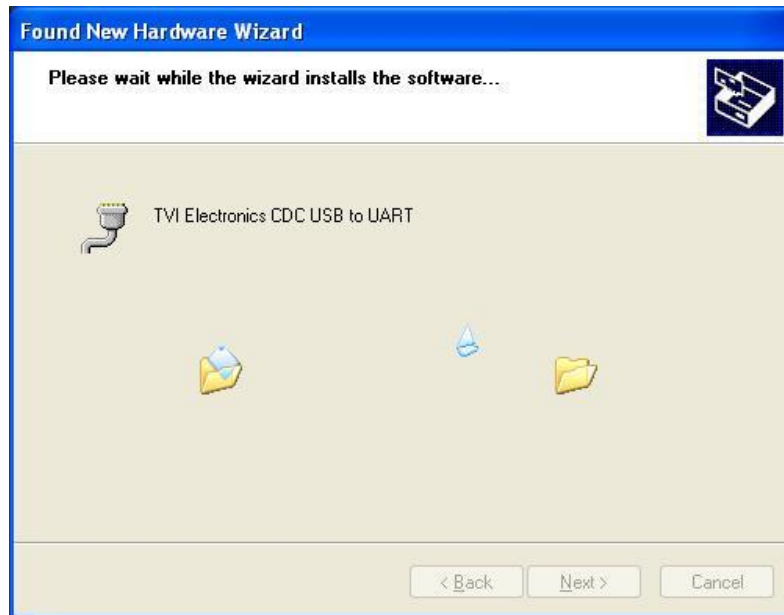 Found New Hardware Wizard
Please wait while the wizard installs the software...
TVI Electronics CDC USB to UART
< Back
Next >
Cancel